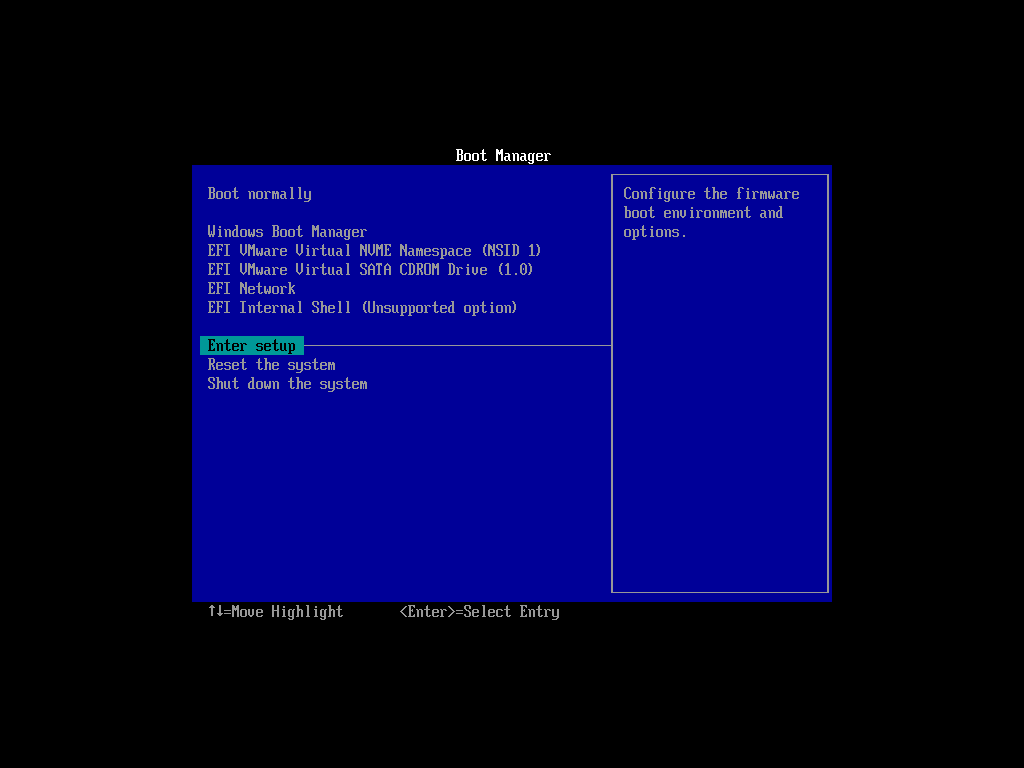 Boot Manager
Boot normally
Windows Boot Manager
EFI VMware Virtual NVME Namespace (NSID 1)
EFI VMware Virtual SATA CDROM Drive (1.0)
EFI Network
EFI Internal Shell (Unsupported option)
Enter setup
Reset the system
Shut down the system
Configure the firmware
boot environment and
options.
↑↓=Move Highlight <Enter>=Select Entry